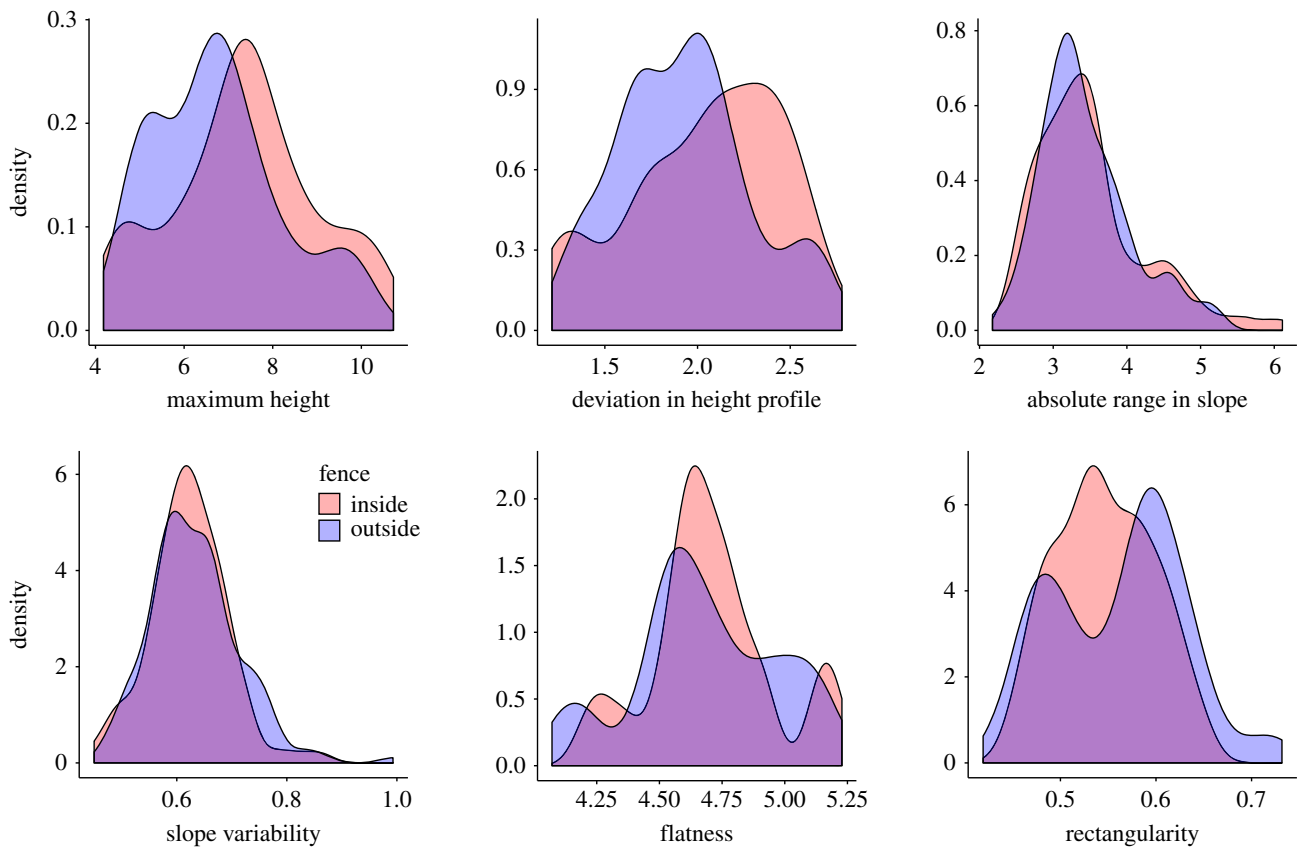 density
0.3
0.2
0.1
0.0
4 6 8 10
maximum height
0.9
0.6
0.3
0.0
1.5 2.0 2.5
deviation in height profile
0.8
0.6
0.4
0.2
0.0
2 3 4 5 6
absolute range in slope
density
6
4
2
0
0.6 0.8 1.0
slope variability
fence
inside
outside
2.0
1.5
1.0
0.5
0.0
4.25 4.50 4.75 5.00 5.25
flatness
6
4
2
0
0.5 0.6 0.7
rectangularity